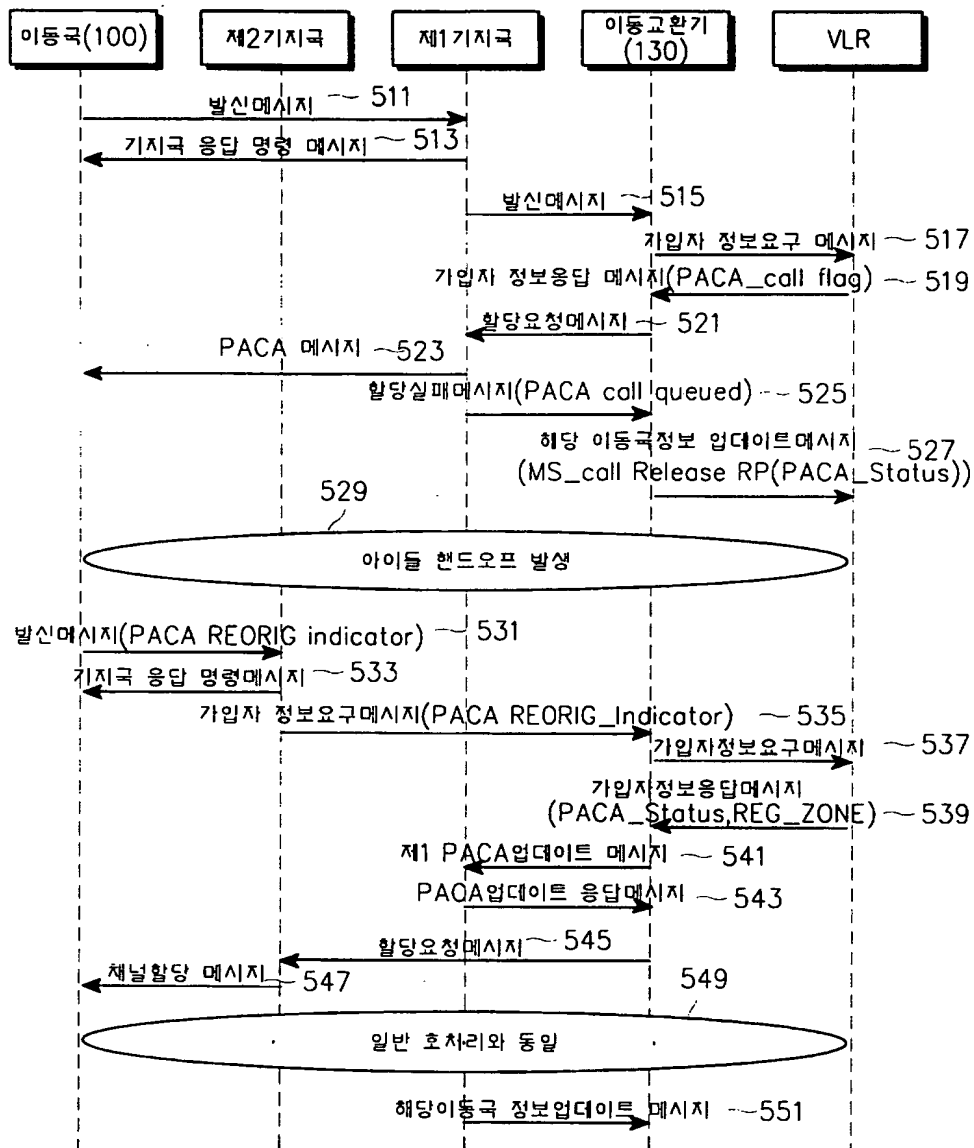 이동국(100)
제2기지국
제1기지국
이동교환기
(130)
VLR
발신메시지 511
기지국 응답 명령 메시지 513
발신메시지 515
가입자 정보요구 메시지 517
가입자 정보응답 메시지(PACA_call flag) 519
할당요청메시지 521
PACA 메시지 523
할당실패메시지(PACA call queued) 525
해당 이동국정보 업데이트메시지 527
(MS_call Release RP(PACA_Status))
529
아이들 핸드오프 발생
발신메시지(PACA REORIG indicator) 531
기지국 응답 명령메시지 533
가입자 정보요구메시지(PACA REORIG_Indicator) 535
가입자정보요구메시지 537
가입자정보응답메시지
(PACA_Status,REG_ZONE) 539
제1 PACA업데이트 메시지 541
PACA업데이트 응답메시지 543
할당요청메시지 545
채널할당 메시지 547
549
일반 호처리와 동일
해당이동국 정보업데이트 메시지 551